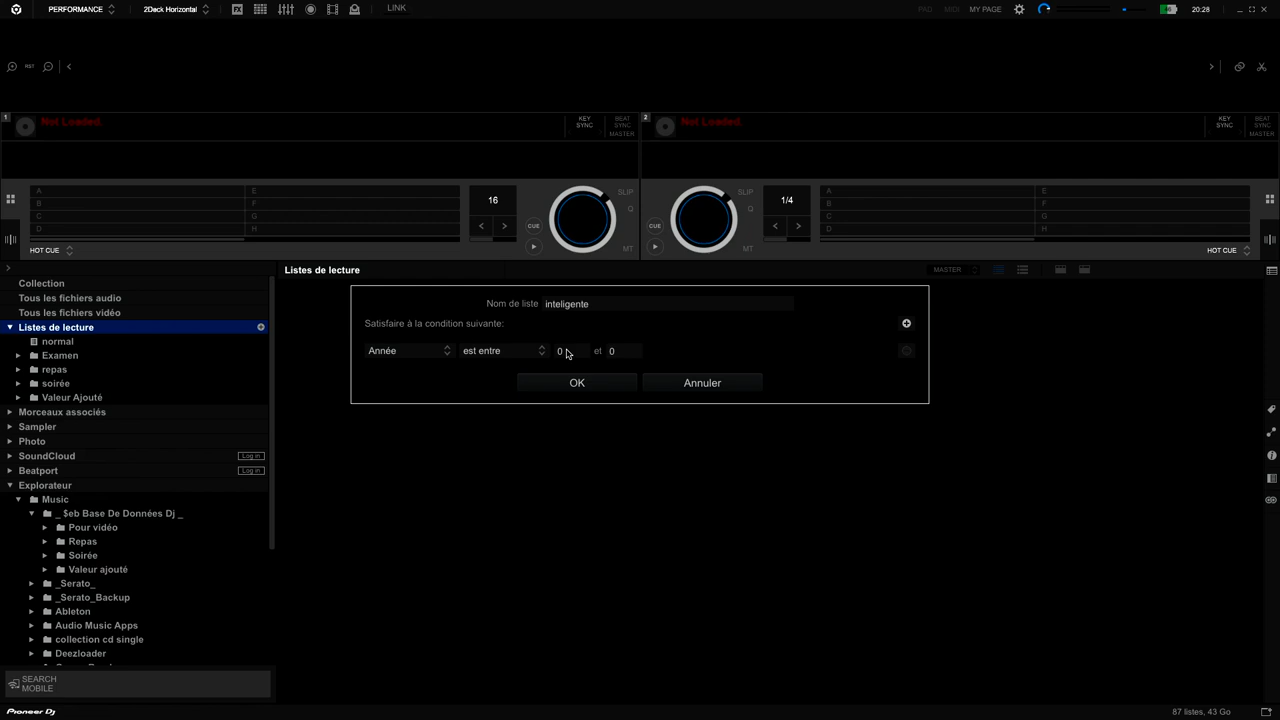 PERFORMANCE 2Deck Horizontal FX LINK PAD MIDI MY PAGE 20:28
RST
1 Not Loaded. KEY SYNC BEAT SYNC MASTER 2 Not Loaded. KEY SYNC BEAT SYNC MASTER
A E 16 SLIP SLIP 1/4 A E
B F Q Q B F
C G CUE CUE C G
D H MT MT D H
HOT CUE HOT CUE
Listes de lecture MASTER
Collection
Tous les fichiers audio
Tous les fichiers vidéo
Listes de lecture
normal
Examen
repas
soirée
Valeur Ajouté
Morceaux associés
Sampler
Photo
SoundCloud Log in
Beatport Log in
Explorateur
Music
_ $eb Base De Données Dj _
Pour vidéo
Repas
Soirée
Valeur ajouté
_Serato_
_Serato_Backup
Ableton
Audio Music Apps
collection cd single
Deezloader
Nom de liste inteligente
Satisfaire à la condition suivante:
Année est entre 0 et 0
OK Annuler
SEARCH
MOBILE
Pioneer Dj 87 listes, 43 Go